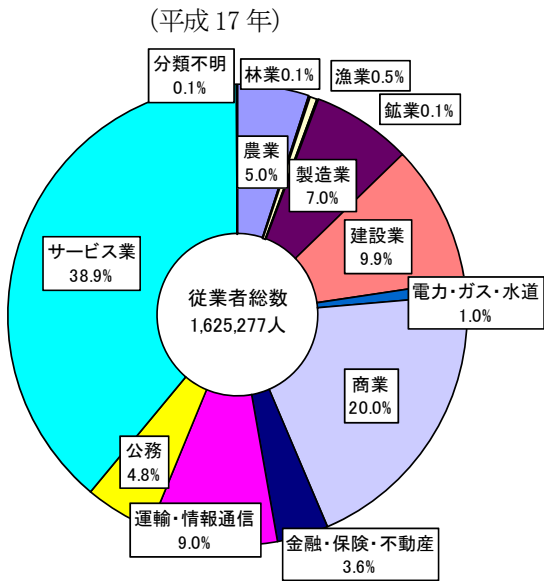 (平成 17 年)
分類不明
0.1%
林業0.1%
漁業0.5%
鉱業0.1%
農業
5.0%
製造業
7.0%
建設業
9.9%
電力・ガス・水道
1.0%
商業
20.0%
金融・保険・不動産
3.6%
運輸・情報通信
9.0%
公務
4.8%
サービス業
38.9%
従業者総数
1,625,277人